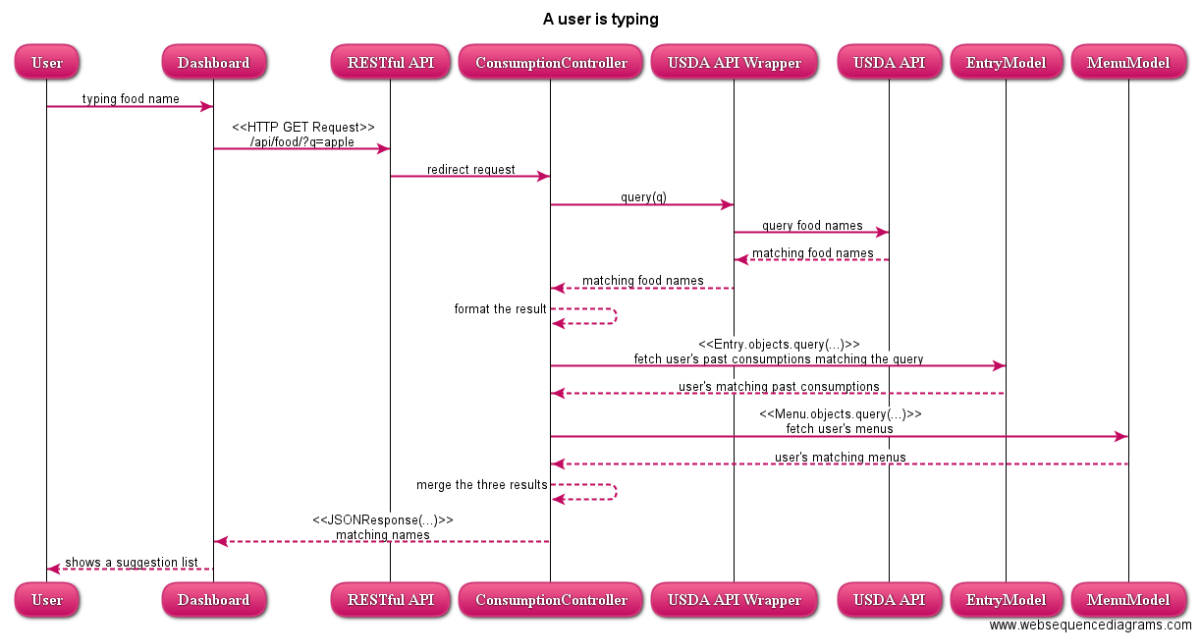 A user is typing
User
Dashboard
RESTful API
ConsumptionController
USDA API Wrapper
USDA API
EntryModel
MenuModel
typing food name
<<HTTP GET Request>>
/api/food/?q=apple
redirect request
query(q)
query food names
matching food names
matching food names
format the result
<<Entry.objects.query(...)>>
fetch user's past consumptions matching the query
user's matching past consumptions
<<Menu.objects.query(...)>>
fetch user's menus
user's matching menus
merge the three results
<<JSONResponse(...)>>
matching names
shows a suggestion list
User
Dashboard
RESTful API
ConsumptionController
USDA API Wrapper
USDA API
EntryModel
MenuModel
www.websequencediagrams.com